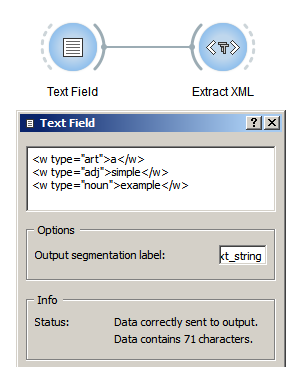 Text Field
Extract XML
Text Field
<w type="art">a</w>
<w type="adj">simple</w>
<w type="noun">example</w>
Options
Output segmentation label:
xt_string
Info
Status:
Data correctly sent to output.
Data contains 71 characters.